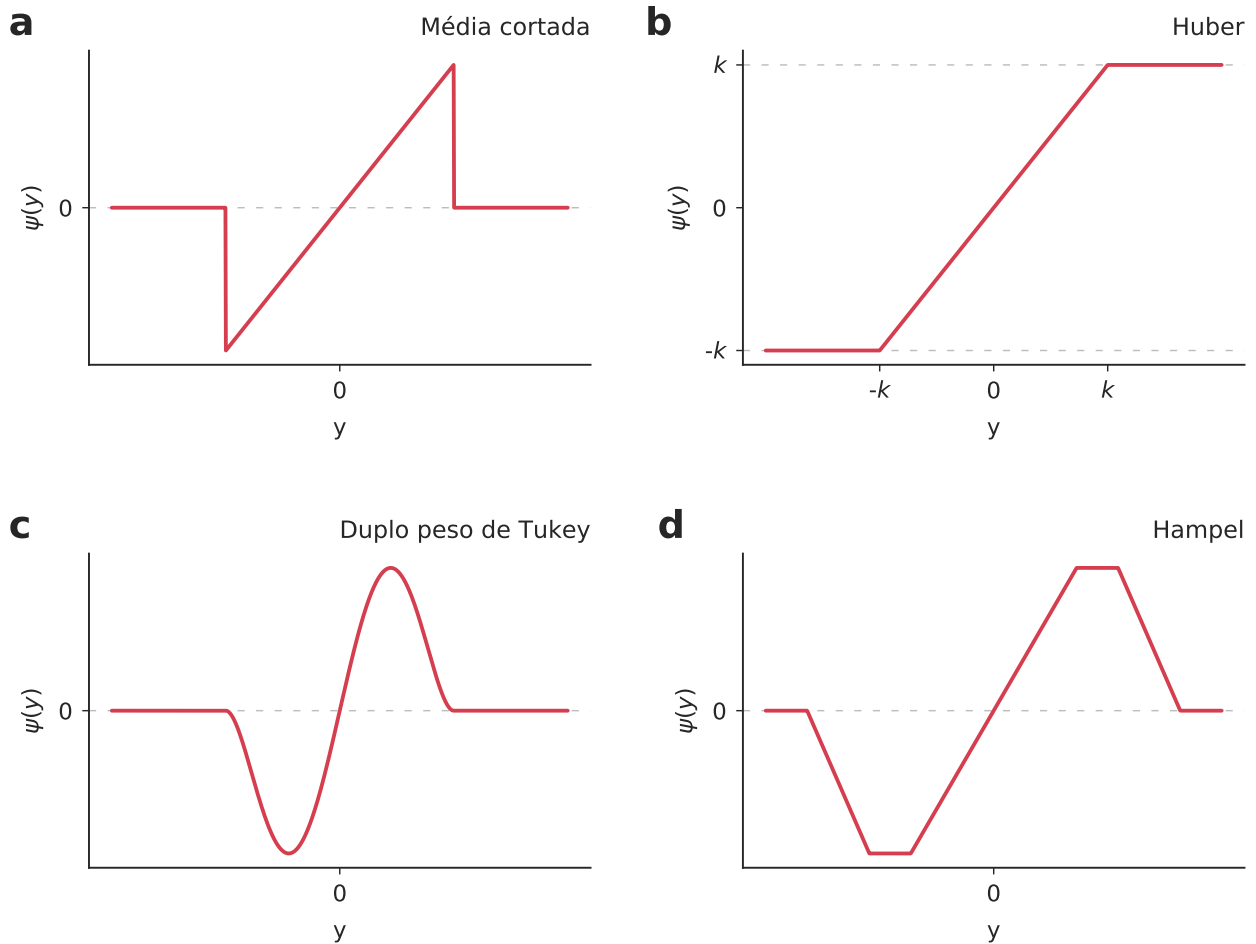 a
Média cortada
ψ(y)
0
0
y
b
Huber
ψ(y)
k
0
-k
-k 0 k
y
c
Duplo peso de Tukey
ψ(y)
0
0
y
d
Hampel
ψ(y)
0
0
y